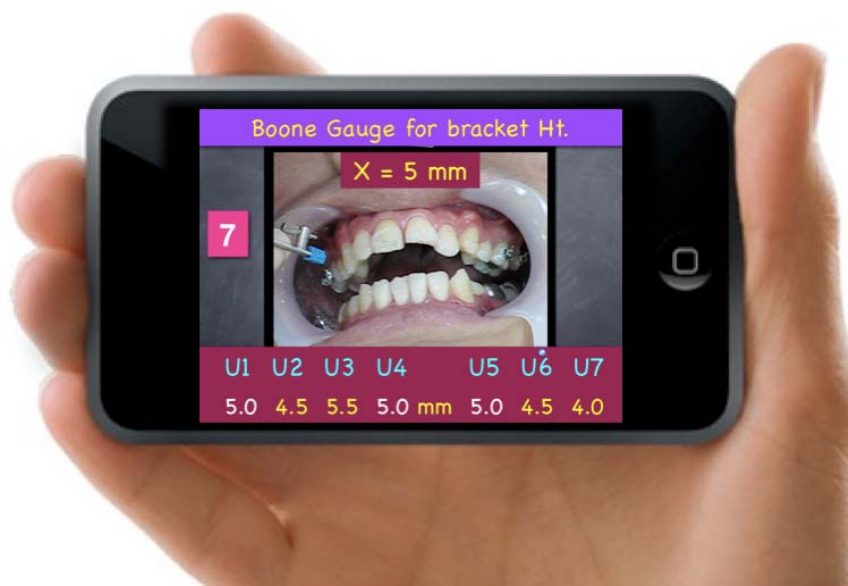 Boone Gauge for bracket Ht.
X = 5 mm
7
U1 U2 U3 U4 U5 U6 U7
5.0 4.5 5.5 5.0 mm 5.0 4.5 4.0